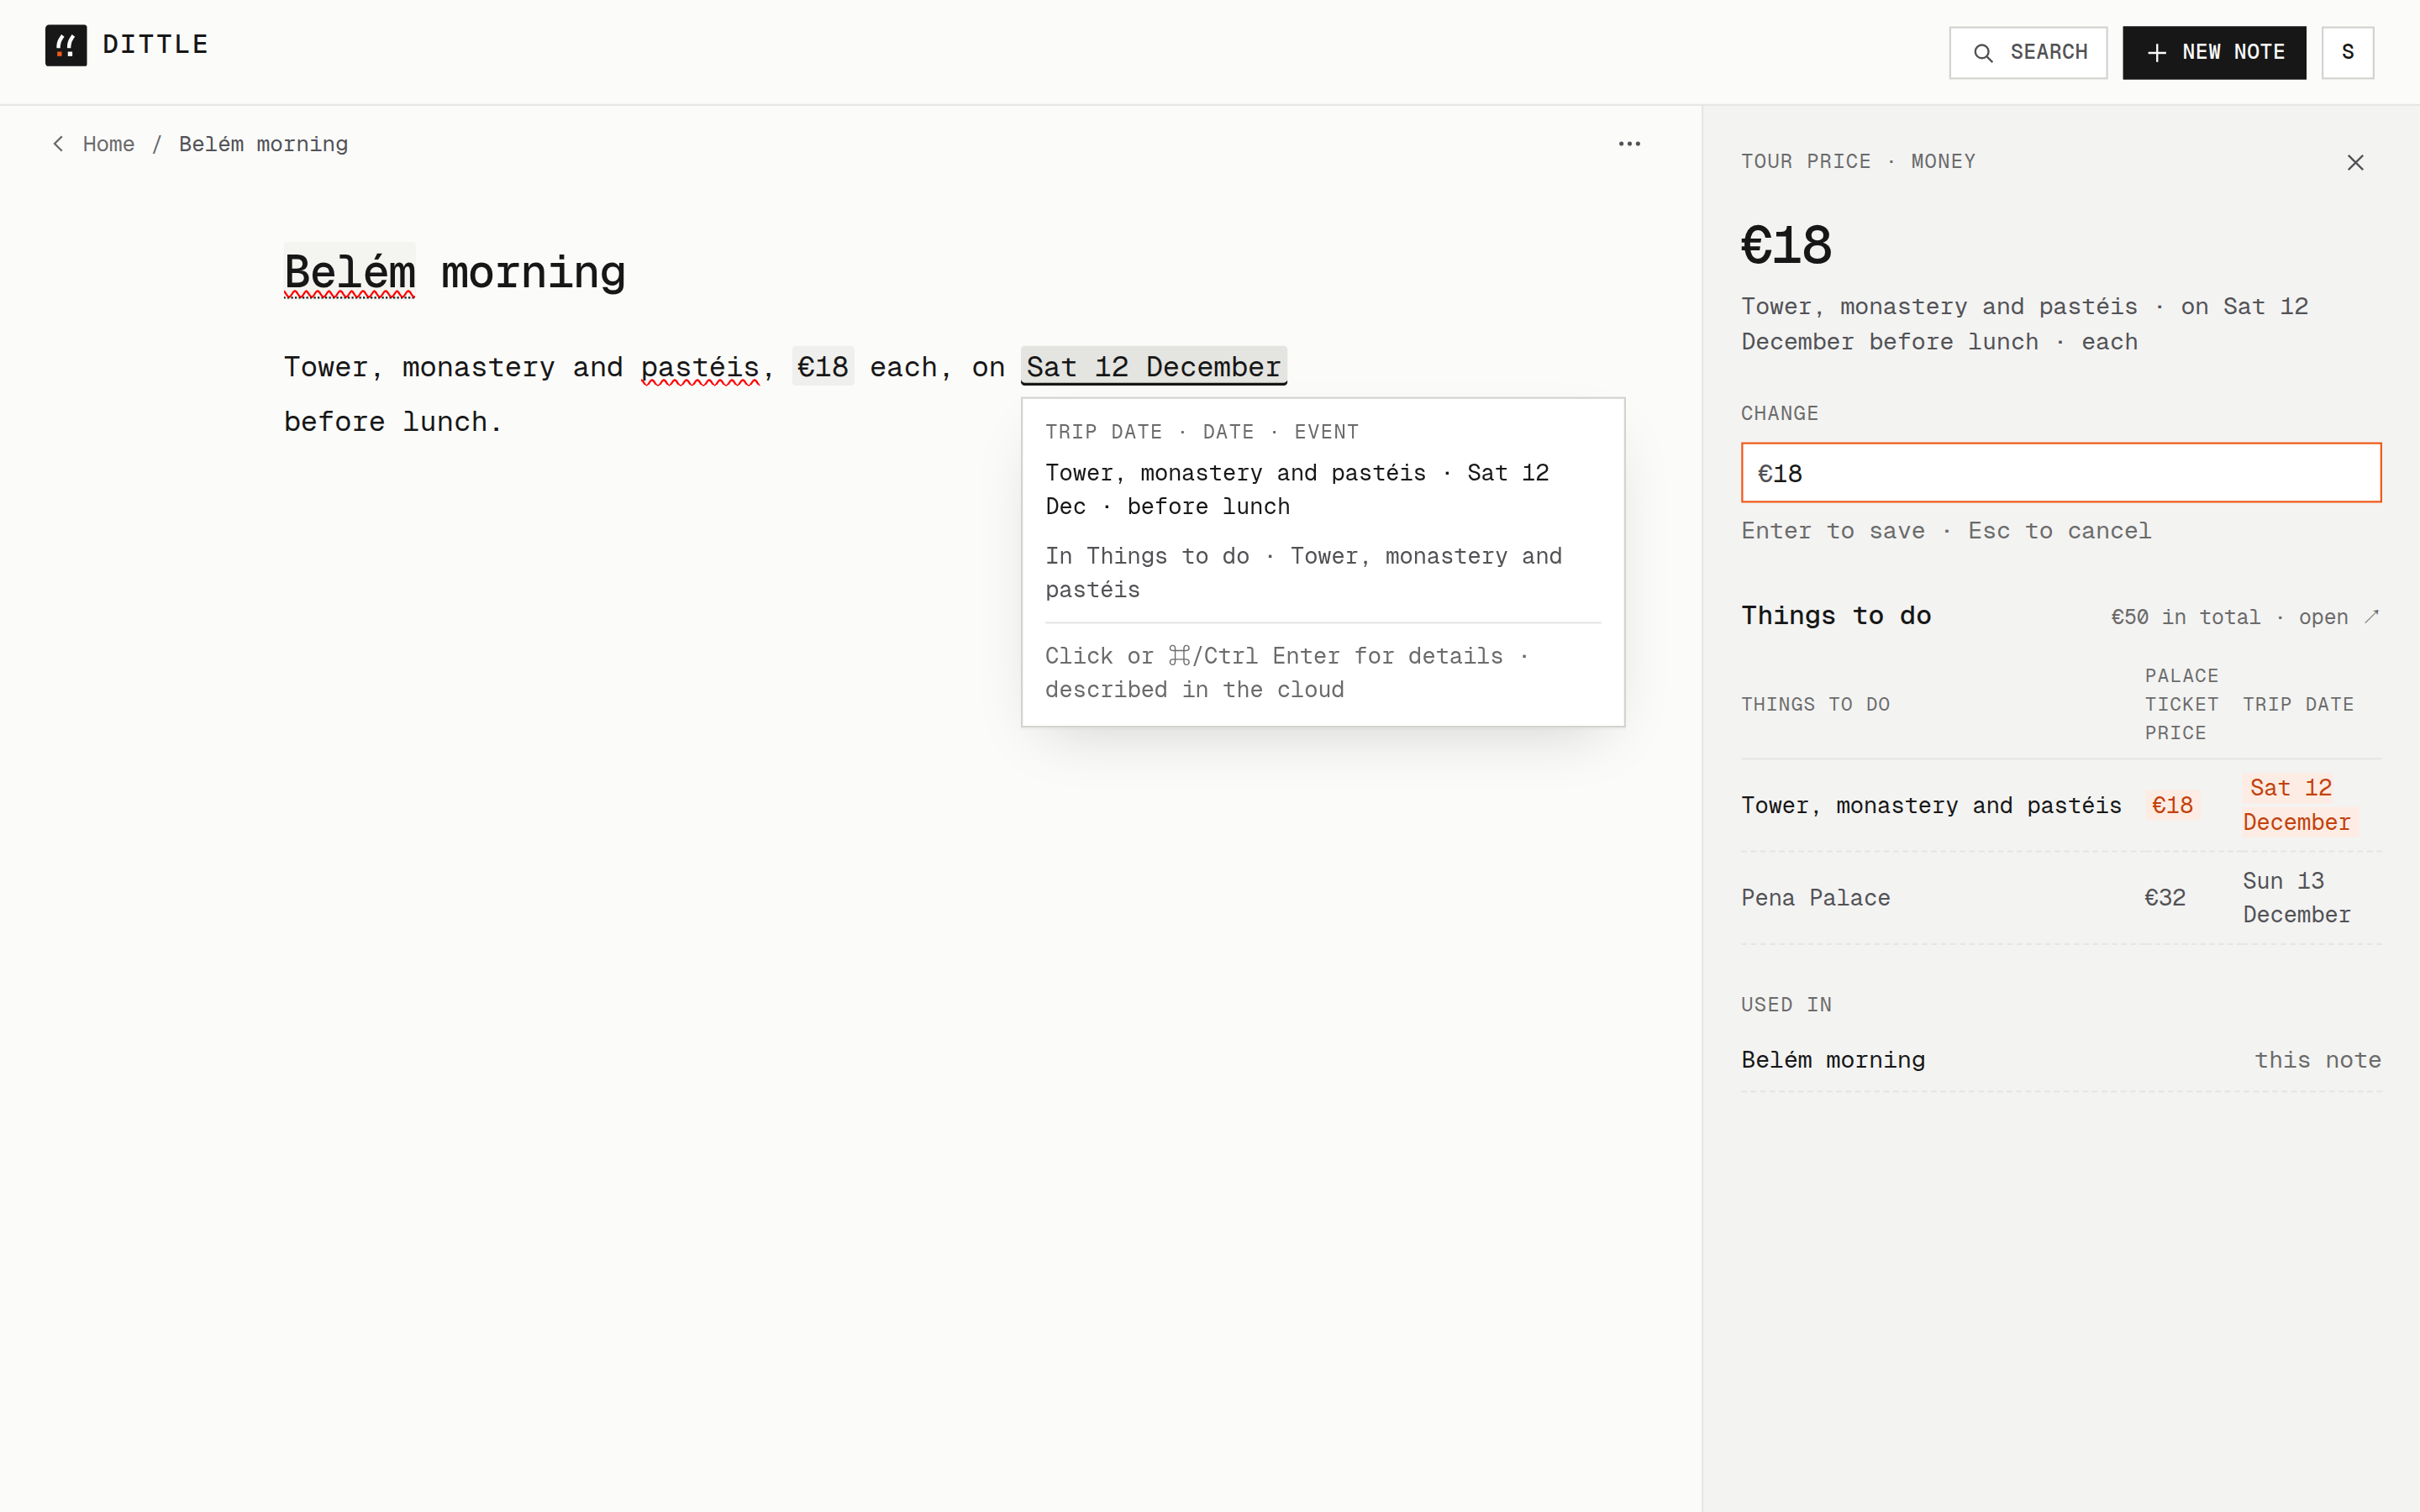 DITTLE
SEARCH
NEW NOTE
S
Home / Belém morning
Belém morning
Tower, monastery and pastéis, €18 each, on Sat 12 December
before lunch.
TRIP DATE · DATE · EVENT
Tower, monastery and pastéis · Sat 12
Dec · before lunch
In Things to do · Tower, monastery and
pastéis
Click or ⌘/Ctrl Enter for details ·
described in the cloud
TOUR PRICE · MONEY
€18
Tower, monastery and pastéis · on Sat 12
December before lunch · each
CHANGE
€18
Enter to save · Esc to cancel
Things to do
€50 in total · open ↗
THINGS TO DO
PALACE
TICKET
PRICE
TRIP DATE
Tower, monastery and pastéis
€18
Sat 12
December
Pena Palace
€32
Sun 13
December
USED IN
Belém morning
this note